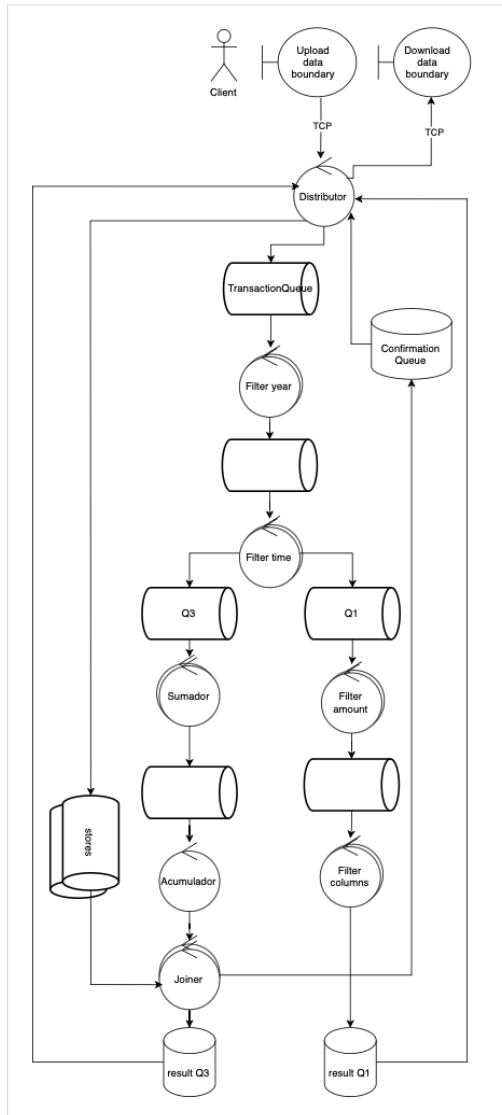 Client
Upload
data
boundary
Download
data
boundary
TCP
TCP
Distributor
TransactionQueue
Confirmation
Queue
Filter year
Filter time
Q3
Q1
Sumador
Filter
amount
stores
Acumulador
Filter
columns
Joiner
result Q3
result Q1